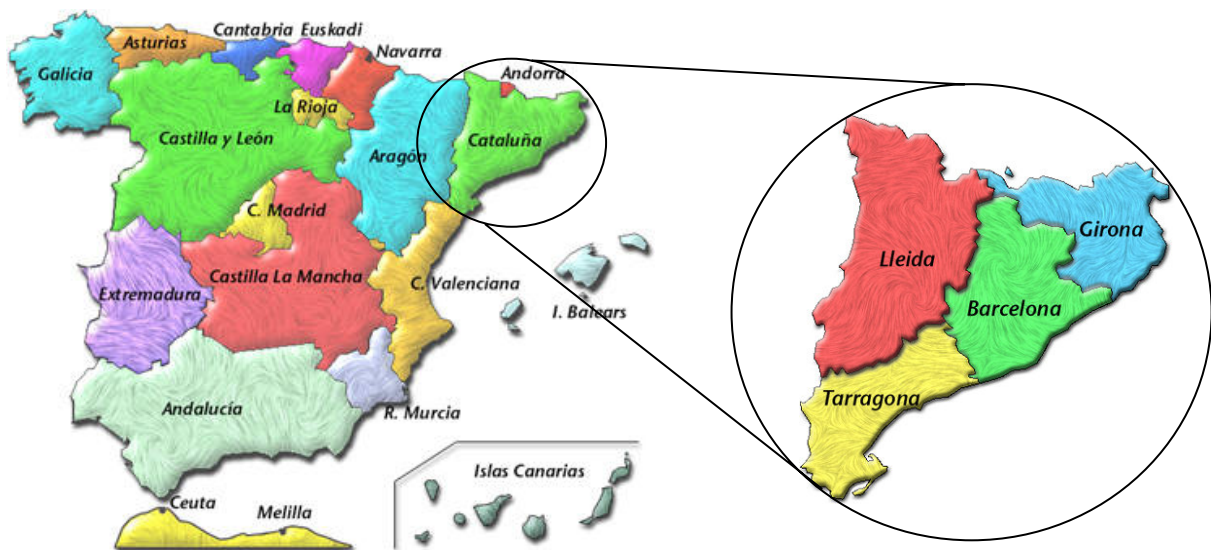 Cantabria Euskadi
Asturias
Navarra
Galicia
Andorra
La Rioja
Castilla y León
Cataluña
Aragón
C. Madrid
Castilla La Mancha
C. Valenciana
Extremadura
I. Balears
Andalucía
R. Murcia
Islas Canarias
Ceuta
Melilla
Girona
Lleida
Barcelona
Tarragona